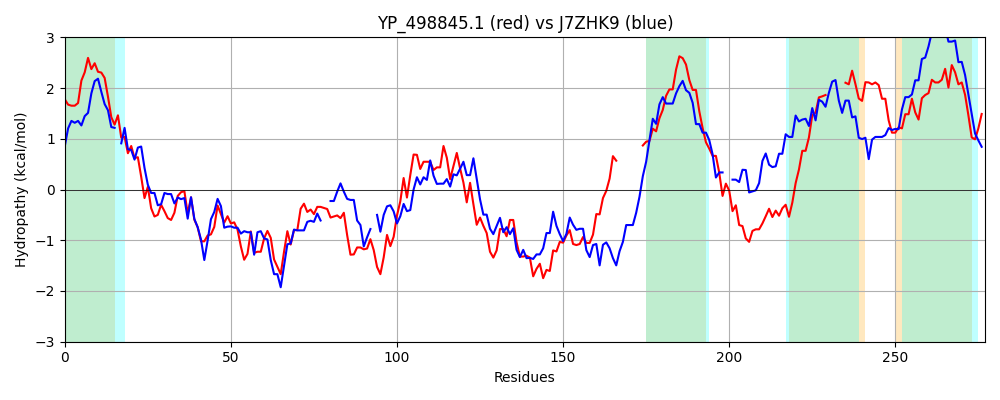 YP_498845.1 (red) vs J7ZHK9 (blue)
Hydropathy (kcal/mol)
3
2
1
0
−1
−2
−3
0 50 100 150 200 250
Residues